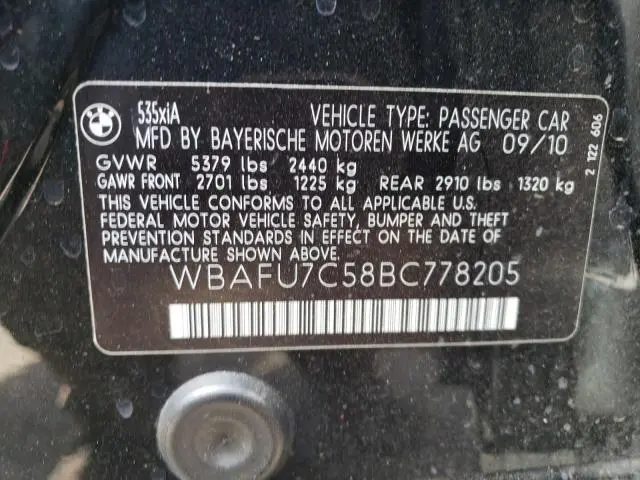 BMW
535xiA
VEHICLE TYPE: PASSENGER CAR
MFD BY BAYERISCHE MOTOREN WERKE AG 09/10
GVWR 5379 lbs 2440 kg
GAWR FRONT 2701 lbs 1225 kg REAR 2910 lbs 1320 kg
THIS VEHICLE CONFORMS TO ALL APPLICABLE U.S.
FEDERAL MOTOR VEHICLE SAFETY, BUMPER AND THEFT
PREVENTION STANDARDS IN EFFECT ON THE DATE OF
MANUFACTURE SHOWN ABOVE.
WBAFU7C58BC778205
2 122 606